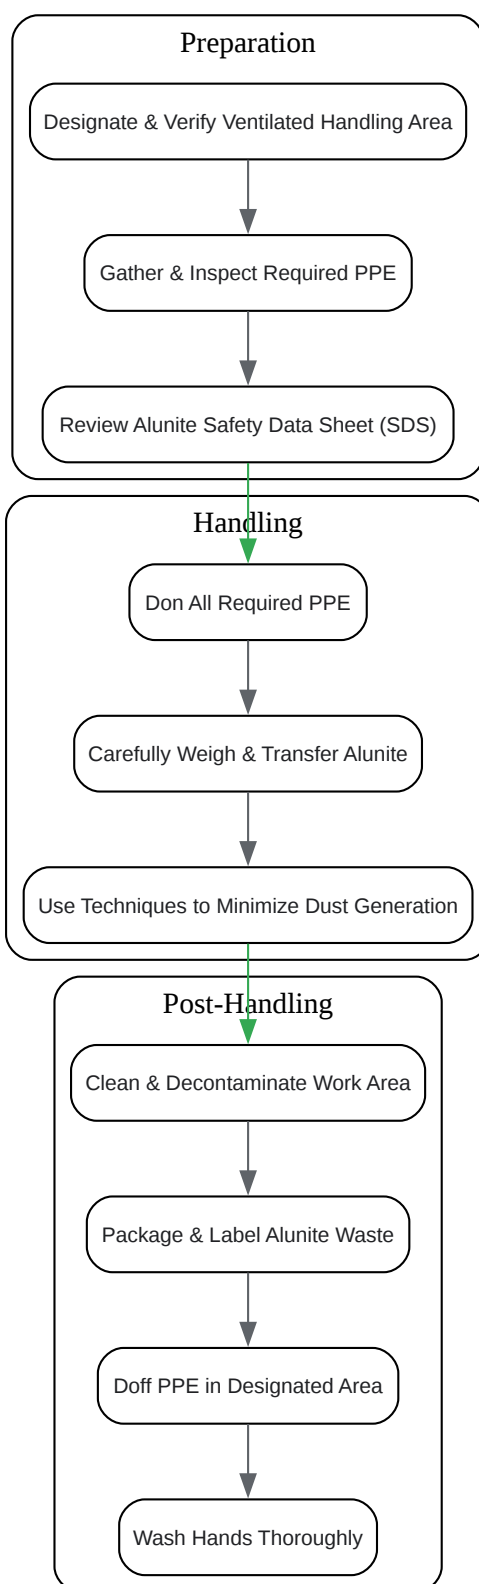 Preparation
Designate & Verify Ventilated Handling Area
Gather & Inspect Required PPE
Review Alunite Safety Data Sheet (SDS)
Handling
Don All Required PPE
Carefully Weigh & Transfer Alunite
Use Techniques to Minimize Dust Generation
Post-Handling
Clean & Decontaminate Work Area
Package & Label Alunite Waste
Doff PPE in Designated Area
Wash Hands Thoroughly